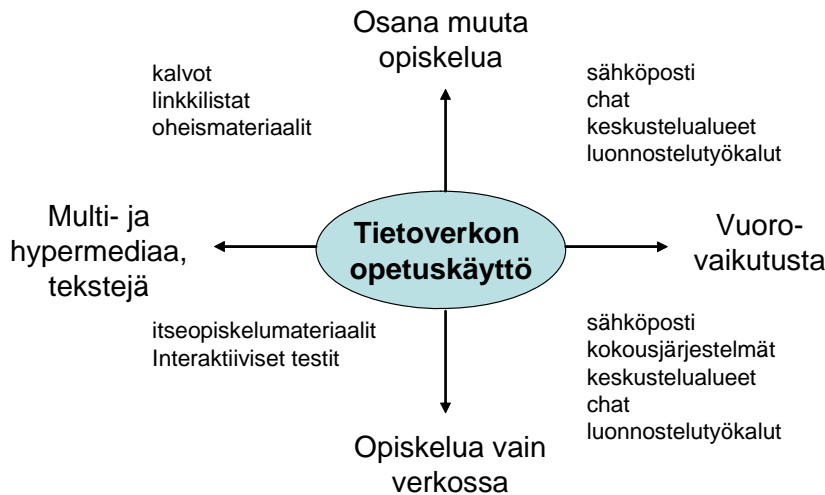 Osana muuta
opiskelua
kalvot
linkkilistat
oheismateriaalit
sähköposti
chat
keskustelualueet
luonnostelutyökalut
Multi- ja
hypermediaa,
tekstejä
Tietoverkon
opetuskäyttö
Vuoro-
vaikutusta
itseopiskelumateriaalit
Interaktiiviset testit
sähköposti
kokousjärjestelmät
keskustelualueet
chat
luonnostelutyökalut
Opiskelua vain
verkossa